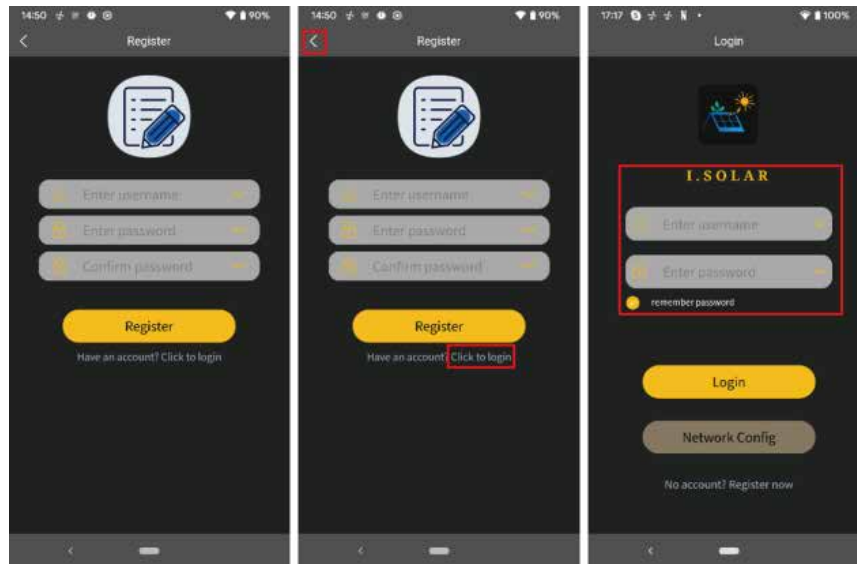 14:50
90%
Register
Enter username
Enter password
Confirm password
Register
Have an account? Click to login
14:50
90%
Register
Enter username
Enter password
Confirm password
Register
Have an account? Click to login
17:17
100%
Login
I.SOLAR
Enter username
Enter password
remember password
Login
Network Config
No account? Register now